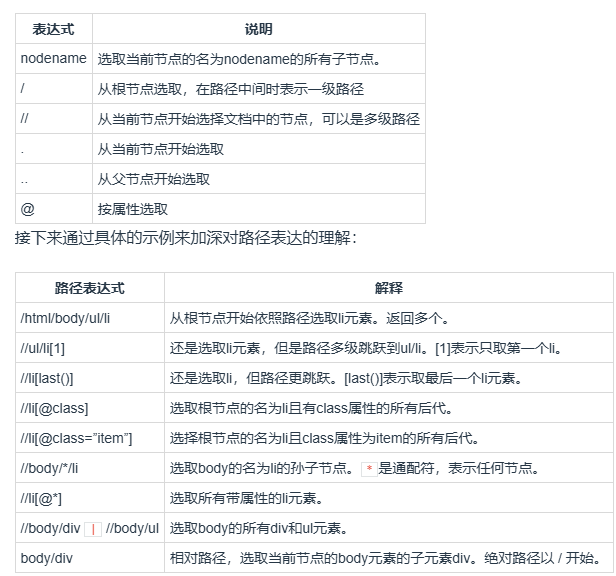 表达式 说明
nodename 选取当前节点的名为nodename的所有子节点。
/ 从根节点选取，在路径中间时表示一级路径
// 从当前节点开始选择文档中的节点，可以是多级路径
. 从当前节点开始选取
.. 从父节点开始选取
@ 按属性选取
接下来通过具体的示例来加深对路径表达的理解：
路径表达式 解释
/html/body/ul/li 从根节点开始依照路径选取li元素。返回多个。
//ul/li[1] 还是选取li元素，但是路径多级跳跃到ul/li。[1]表示只取第一个li。
//li[last()] 还是选取li，但路径更跳跃。[last()]表示取最后一个li元素。
//li[@class] 选取根节点的名为li且有class属性的所有后代。
//li[@class=”item”] 选择根节点的名为li且class属性为item的所有后代。
//body/*/li 选取body的名为li的孙子节点。 * 是通配符，表示任何节点。
//li[@*] 选取所有带属性的li元素。
//body/div | //body/ul 选取body的所有div和ul元素。
body/div 相对路径，选取当前节点的body元素的子元素div。绝对路径以 / 开始。